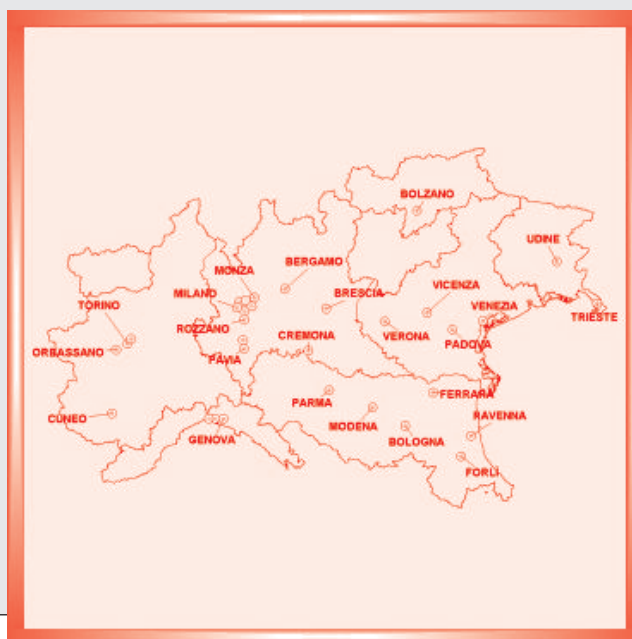 BOLZANO
UDINE
BERGAMO
MONZA
VICENZA
MILANO
BRESCIA
TORINO
VENEZIA
TRIESTE
ROZZANO
CREMONA
VERONA
PADOVA
ORBASSANO
PAVIA
FERRARA
PARMA
RAVENNA
CUNEO
MODENA
GENOVA
BOLOGNA
FORLÌ